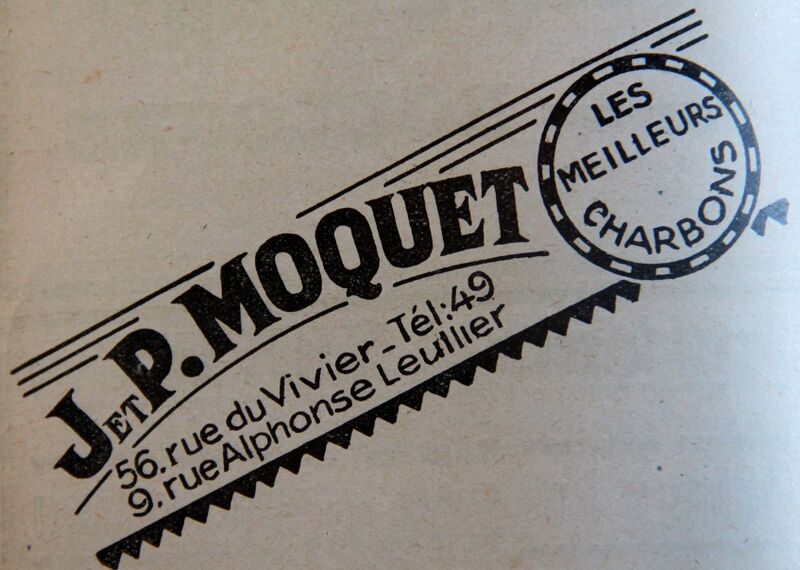 J ET P. MOQUET
56. rue du Vivier _ Tél: 49
9. rue Alphonse Leullier
LES
MEILLEURS
CHARBONS